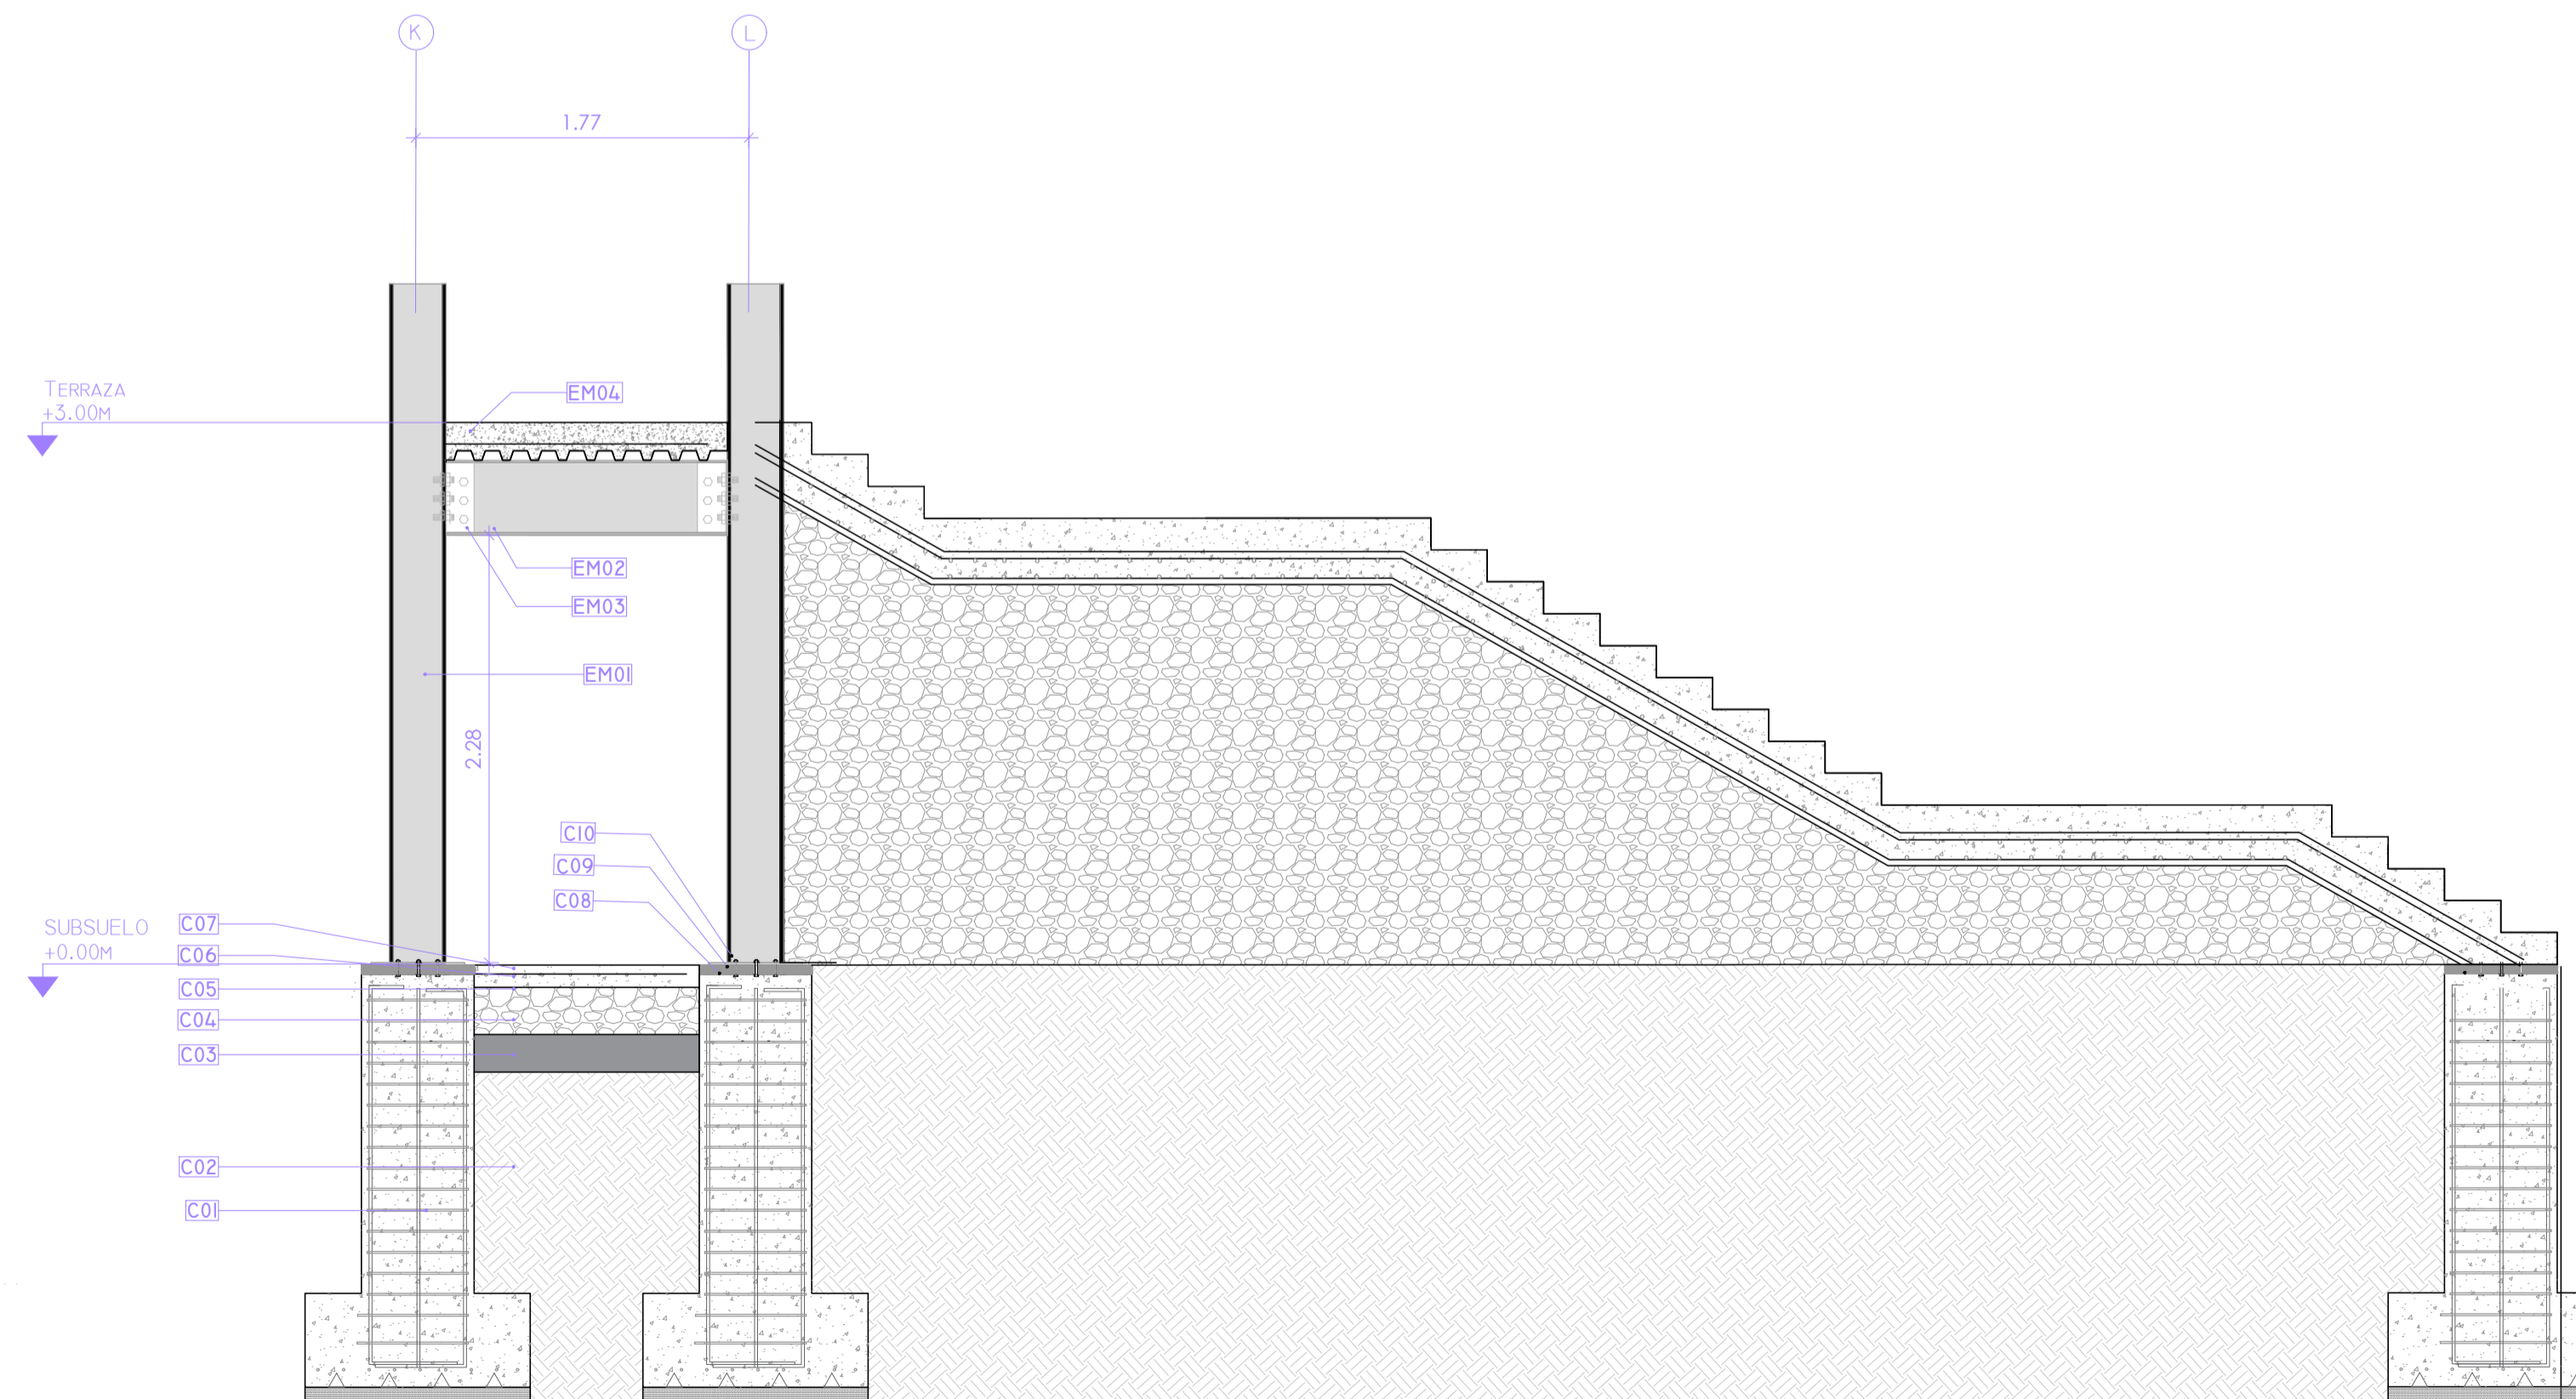 K
L
1.77
TERRAZA
+3.00M
EM04
EM02
EM03
EM01
2.28
C10
C09
C08
SUBSUELO
+0.00M
C07
C06
C05
C04
C03
C02
C01